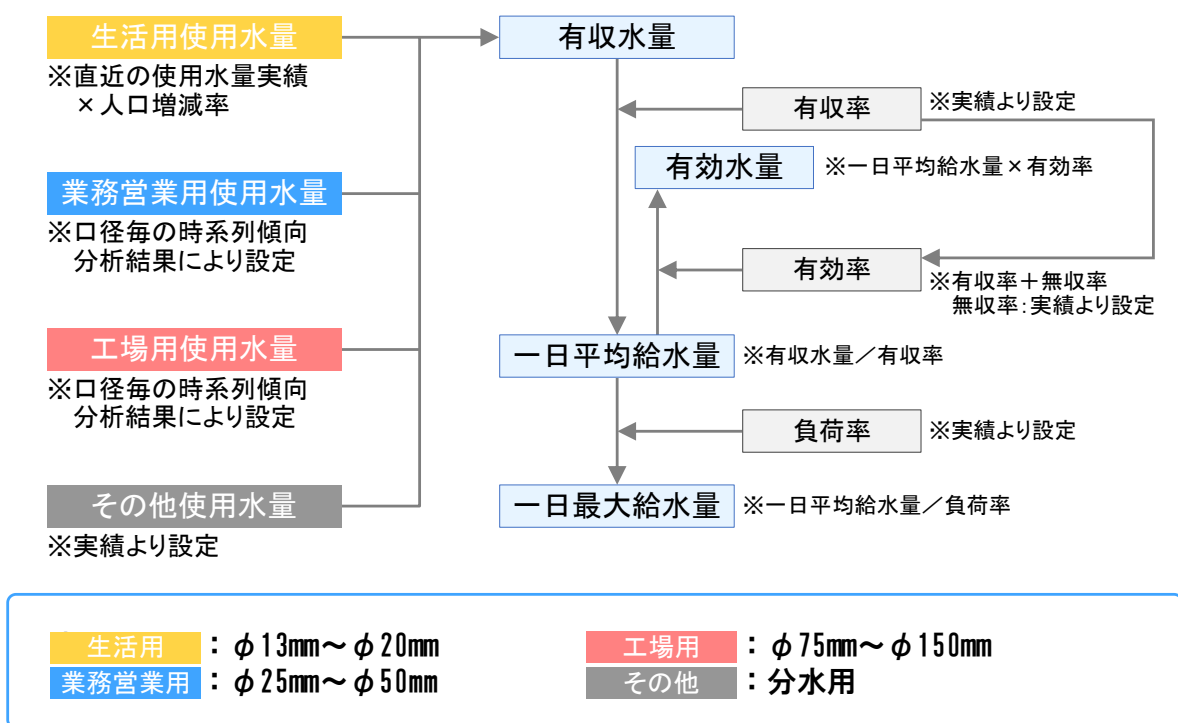 生活用使用水量
※直近の使用水量実績
×人口増減率
業務営業用使用水量
※口径毎の時系列傾向
分析結果により設定
工場用使用水量
※口径毎の時系列傾向
分析結果により設定
その他使用水量
※実績より設定
有収水量
有収率 ※実績より設定
有効水量 ※一日平均給水量×有効率
有効率 ※有収率＋無収率
無収率：実績より設定
一日平均給水量 ※有収水量／有収率
負荷率 ※実績より設定
一日最大給水量 ※一日平均給水量／負荷率
生活用 ：φ13mm～φ20mm
業務営業用 ：φ25mm～φ50mm
工場用 ：φ75mm～φ150mm
その他 ：分水用